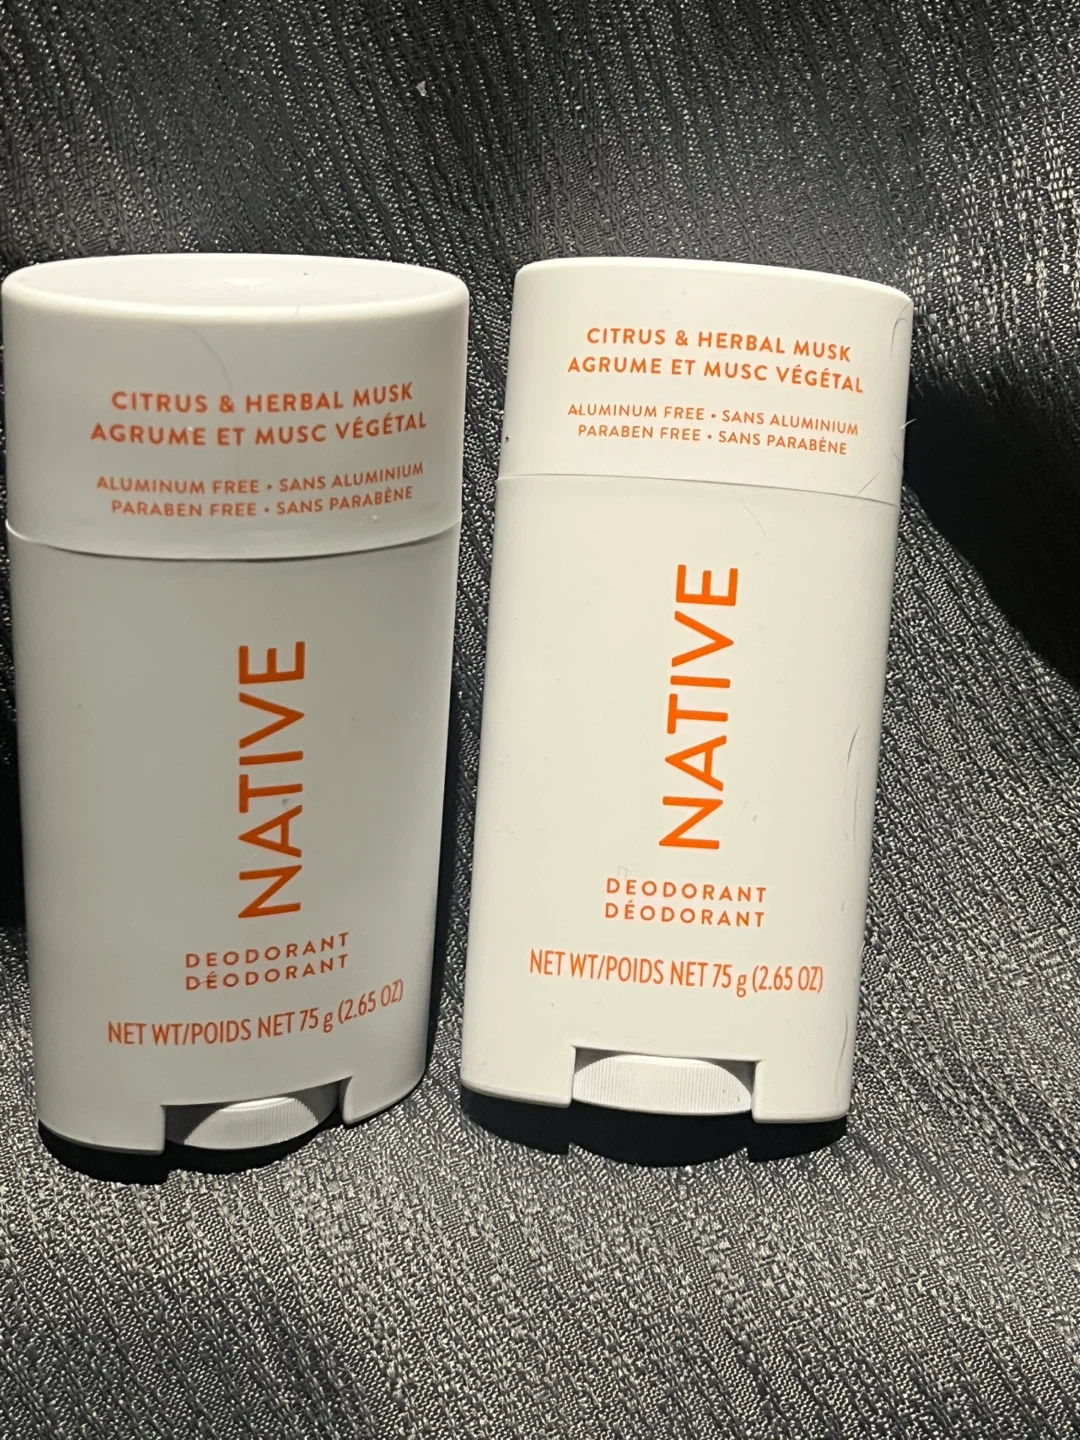 CITRUS & HERBAL MUSK
AGRUME ET MUSC VÉGÉTAL
ALUMINUM FREE • SANS ALUMINIUM
PARABEN FREE • SANS PARABÈNE
NATIVE
DEODORANT
DÉODORANT
NET WT/POIDS NET 75 g (2.65 OZ)
CITRUS & HERBAL MUSK
AGRUME ET MUSC VÉGÉTAL
ALUMINUM FREE • SANS ALUMINIUM
PARABEN FREE • SANS PARABÈNE
NATIVE
DEODORANT
DÉODORANT
NET WT/POIDS NET 75 g (2.65 OZ)